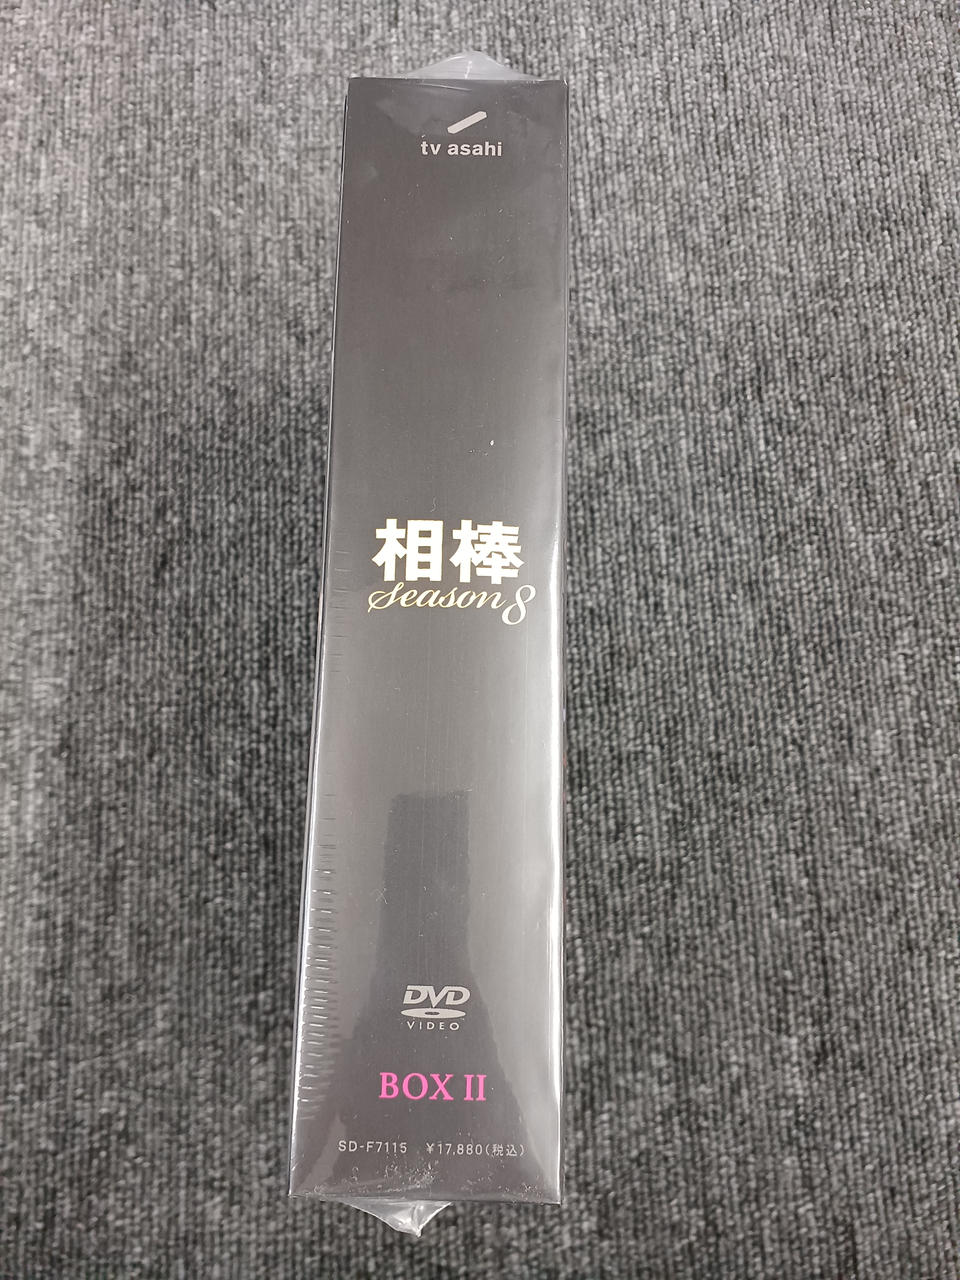 tv asahi
相棒
season 8
DVD
VIDEO
BOX II
SD-F7115 ¥17,880(税込)